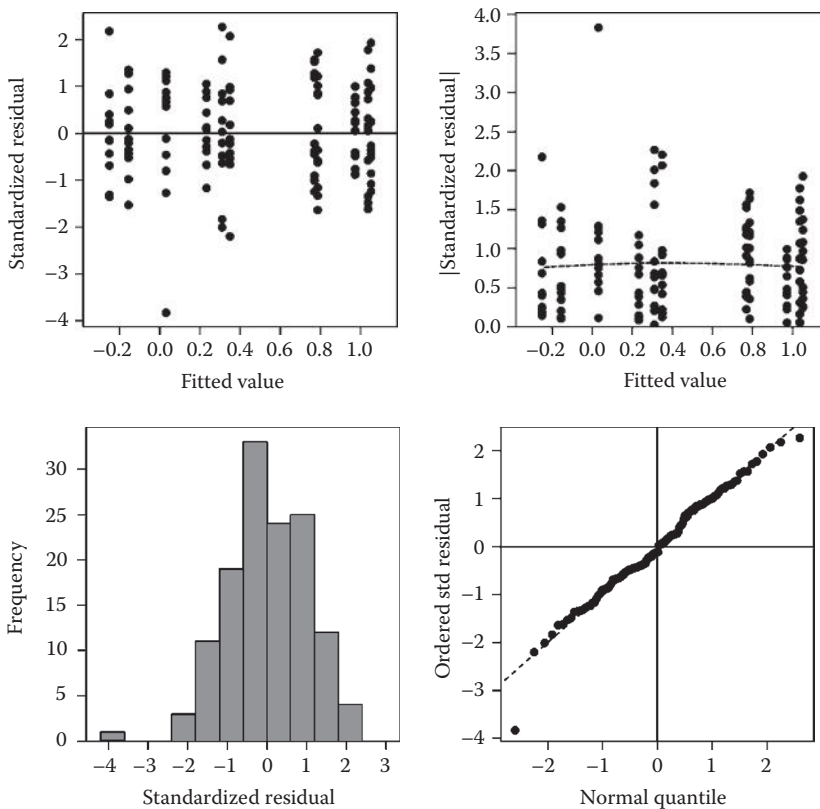 Standardized residual
2
1
0
−1
−2
−3
−4
−0.2 0.0 0.2 0.4 0.6 0.8 1.0
Fitted value
|Standardized residual|
4.0
3.5
3.0
2.5
2.0
1.5
1.0
0.5
0.0
−0.2 0.0 0.2 0.4 0.6 0.8 1.0
Fitted value
Frequency
30
25
20
15
10
5
0
−4 −3 −2 −1 0 1 2 3
Standardized residual
Ordered std residual
2
1
0
−1
−2
−3
−4
−2 −1 0 1 2
Normal quantile